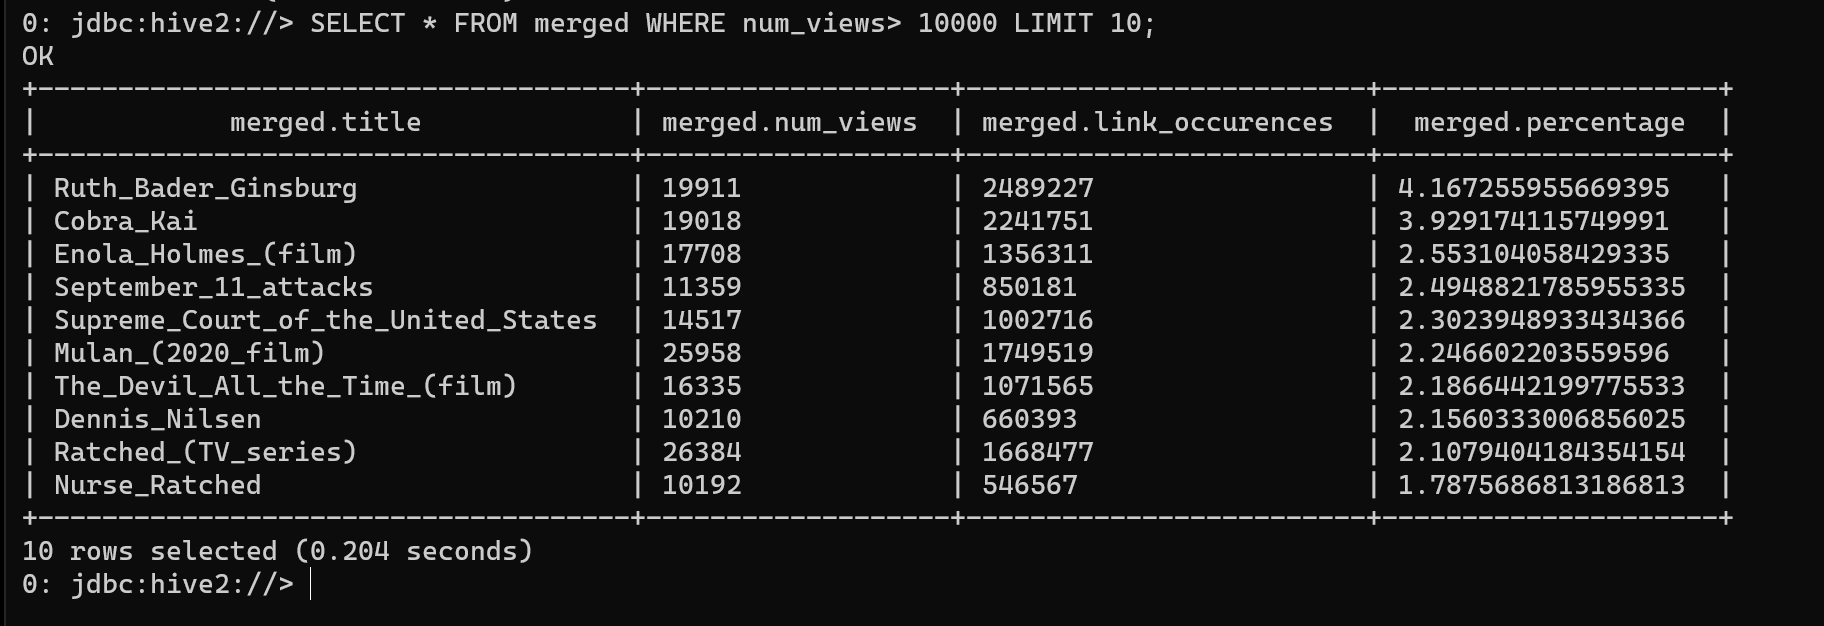 0: jdbc:hive2://> SELECT * FROM merged WHERE num_views> 10000 LIMIT 10;
OK
+-------------------------------------+-------------------+-------------------------+---------------------+
| merged.title | merged.num_views | merged.link_occurences | merged.percentage |
+-------------------------------------+-------------------+-------------------------+---------------------+
| Ruth_Bader_Ginsburg | 19911 | 2489227 | 4.167255955669395 |
| Cobra_Kai | 19018 | 2241751 | 3.929174115749991 |
| Enola_Holmes_(film) | 17708 | 1356311 | 2.553104058429335 |
| September_11_attacks | 11359 | 850181 | 2.4948821785955335 |
| Supreme_Court_of_the_United_States | 14517 | 1002716 | 2.3023948933434366 |
| Mulan_(2020_film) | 25958 | 1749519 | 2.246602203559596 |
| The_Devil_All_the_Time_(film) | 16335 | 1071565 | 2.1866442199775533 |
| Dennis_Nilsen | 10210 | 660393 | 2.1560333006856025 |
| Ratched_(TV_series) | 26384 | 1668477 | 2.1079404184354154 |
| Nurse_Ratched | 10192 | 546567 | 1.7875686813186813 |
+-------------------------------------+-------------------+-------------------------+---------------------+
10 rows selected (0.204 seconds)
0: jdbc:hive2://>